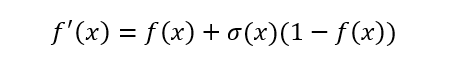 f′(x) = f(x) + σ(x)(1 − f(x))